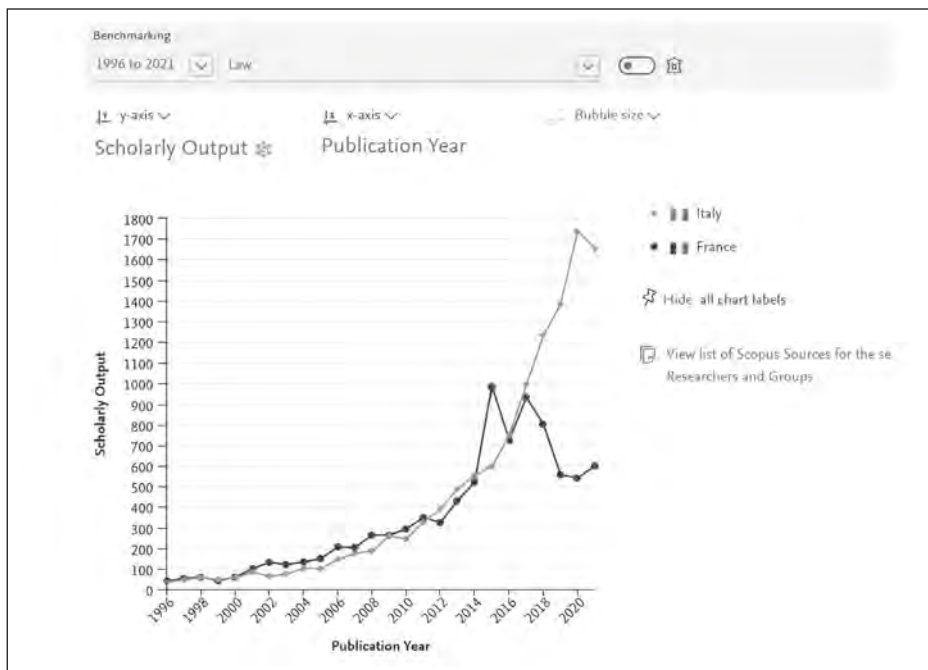 Benchmarking
1996 to 2021 Law
y-axis x-axis Bubble size
Scholarly Output Publication Year
Italy
France
Hide all chart labels
View list of Scopus Sources for the se
Researchers and Groups
Scholarly Output
1800
1700
1600
1500
1400
1300
1200
1100
1000
900
800
700
600
500
400
300
200
100
0
1996 1998 2000 2002 2004 2006 2008 2010 2012 2014 2016 2018 2020
Publication Year